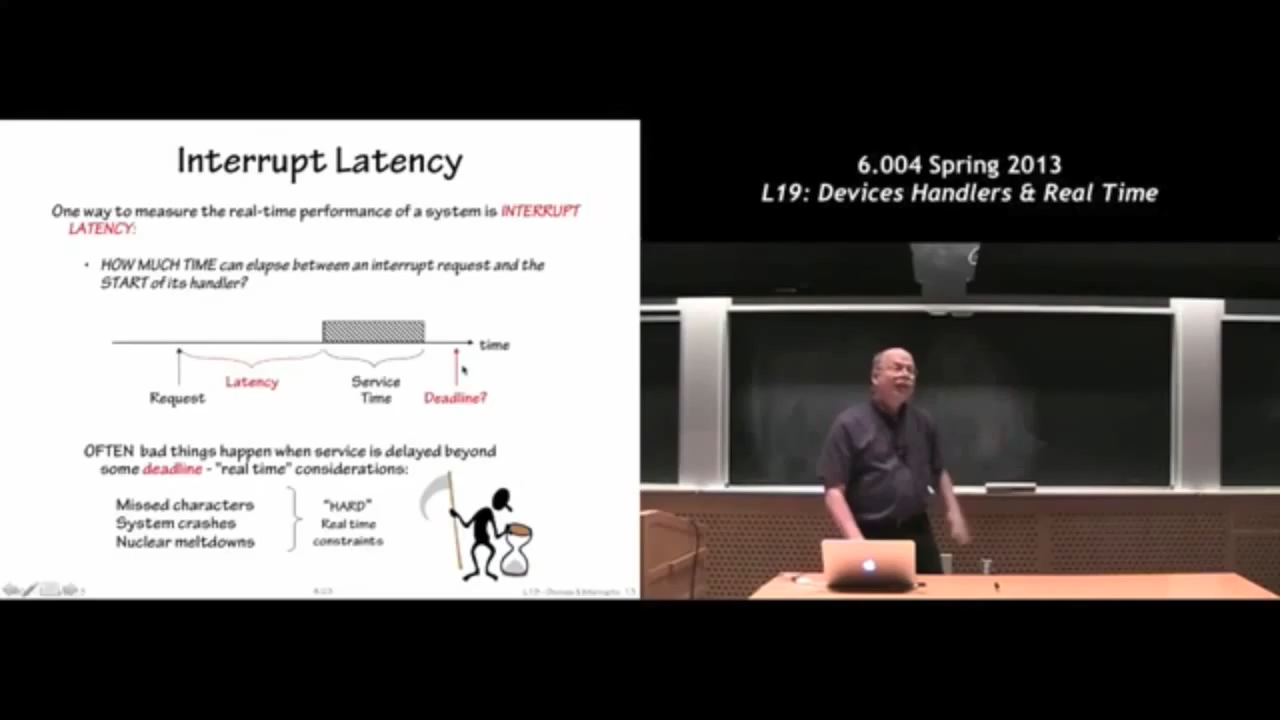 Interrupt Latency
One way to measure the real-time performance of a system is INTERRUPT
LATENCY:
• HOW MUCH TIME can elapse between an interrupt request and the
START of its handler?
time
Latency
Service
Time
Request
Deadline?
OFTEN bad things happen when service is delayed beyond
some deadline - "real time" considerations:
Missed characters
System crashes
Nuclear meltdowns
"HARD"
Real time
constraints
6.004 Spring 2013
L19: Devices Handlers & Real Time